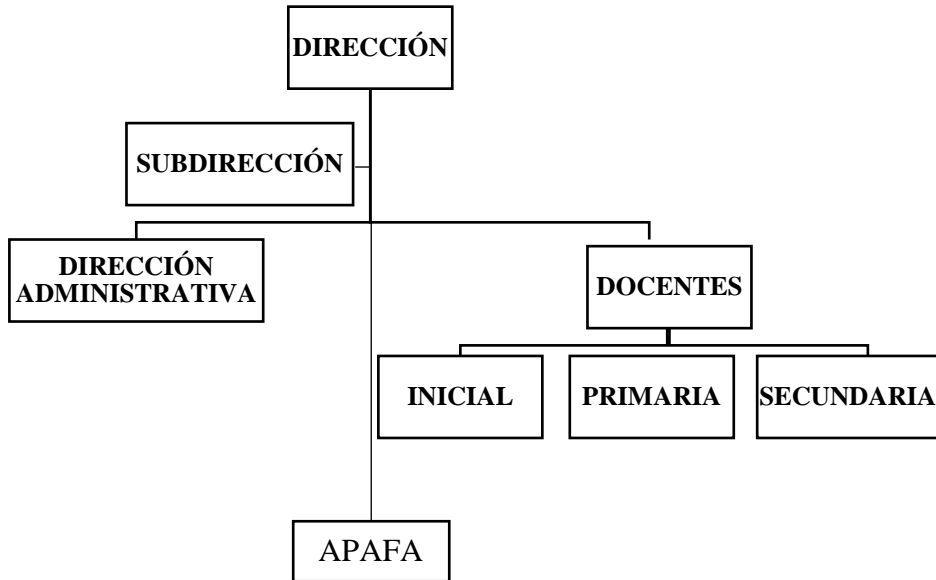 DIRECCIÓN
SUBDIRECCIÓN
DIRECCIÓN
ADMINISTRATIVA
DOCENTES
INICIAL
PRIMARIA
SECUNDARIA
APAFA